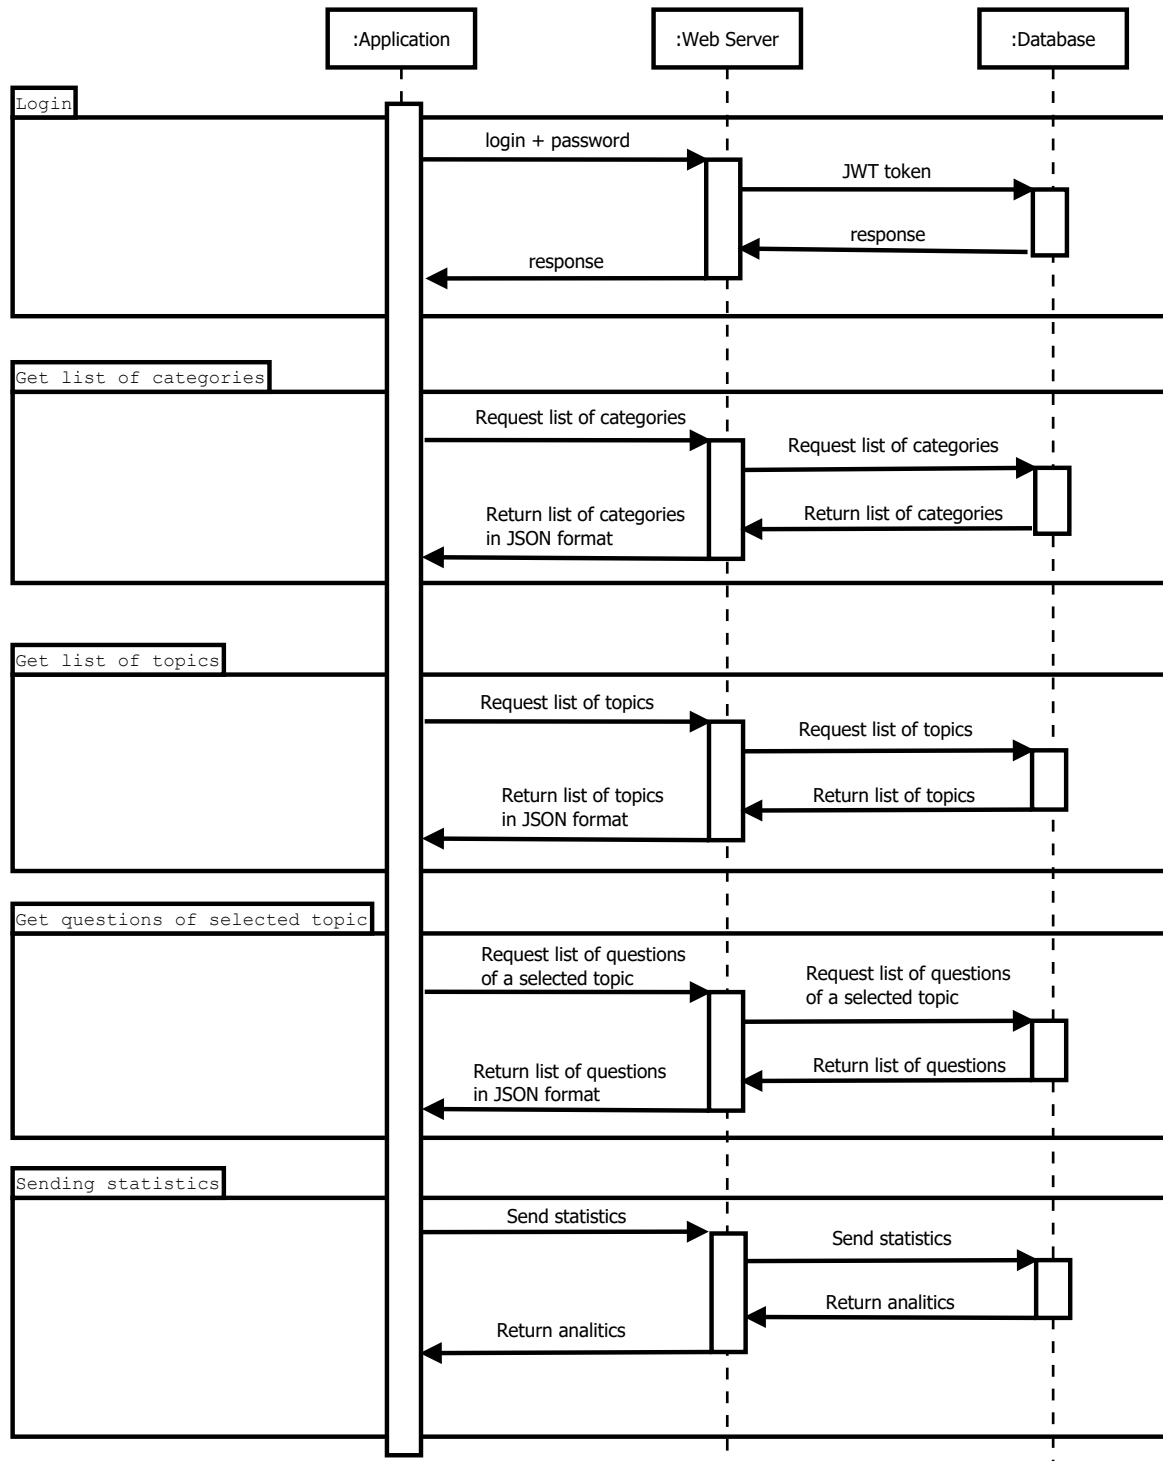 :Application
:Web Server
:Database
Login
login + password
JWT token
response
response
Get list of categories
Request list of categories
Request list of categories
Return list of categories
in JSON format
Return list of categories
Get list of topics
Request list of topics
Request list of topics
Return list of topics
in JSON format
Return list of topics
Get questions of selected topic
Request list of questions
of a selected topic
Request list of questions
of a selected topic
Return list of questions
in JSON format
Return list of questions
Sending statistics
Send statistics
Send statistics
Return analitics
Return analitics